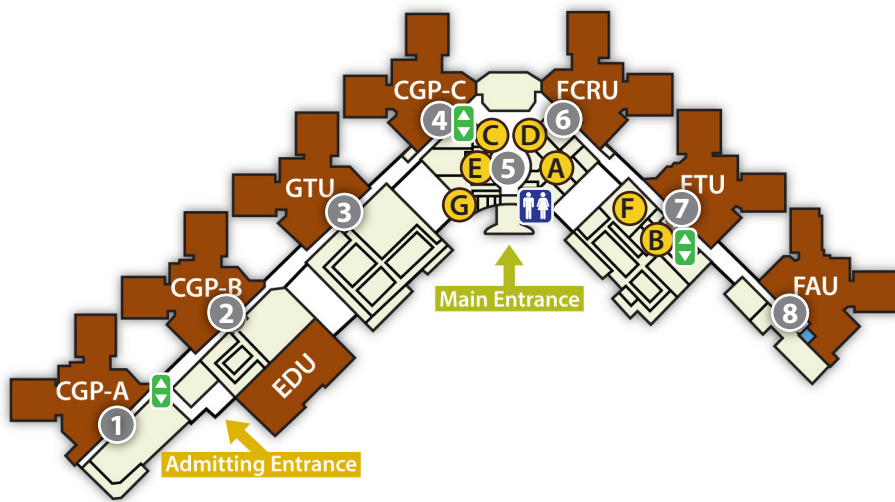 CGP-C
FCRU
4
C
D
6
E
5
A
GTU
FTU
3
G
F
7
B
CGP-B
Main Entrance
FAU
2
8
EDU
CGP-A
1
Admitting Entrance